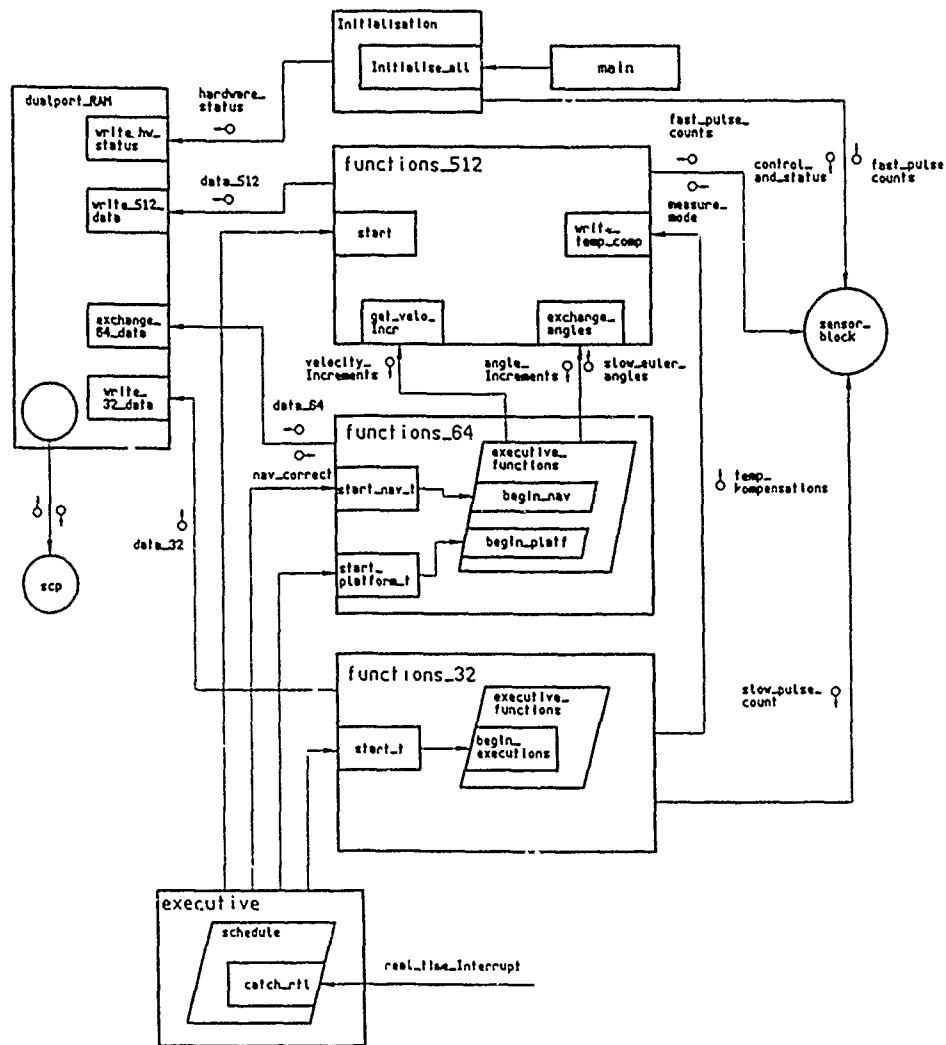 Initialisation
Initialise_all
main
dualport_RAM
hardware_
status
write_hw_
status
fast_pulse_
counts
control_
and_status
fast_pulse
counts
functions_512
data_512
measure_
mode
write_512_
data
start
write_
temp_comp
exchange_
64_data
get_velo_
Incr
exchange_
angles
sensor_
block
velocity_
Increments
angle_
Increments
slow_euler_
angles
write_
32_data
data_64
functions_64
executive_
functions
nav_correct
start_nav_t
begin_nav
temp_
kompensations
data_32
begin_platf
start_
platform_t
scp
functions_32
executive_
functions
slow_pulse_
count
start_t
begin_
executions
executive
schedule
real_time_Interrupt
catch_rtI